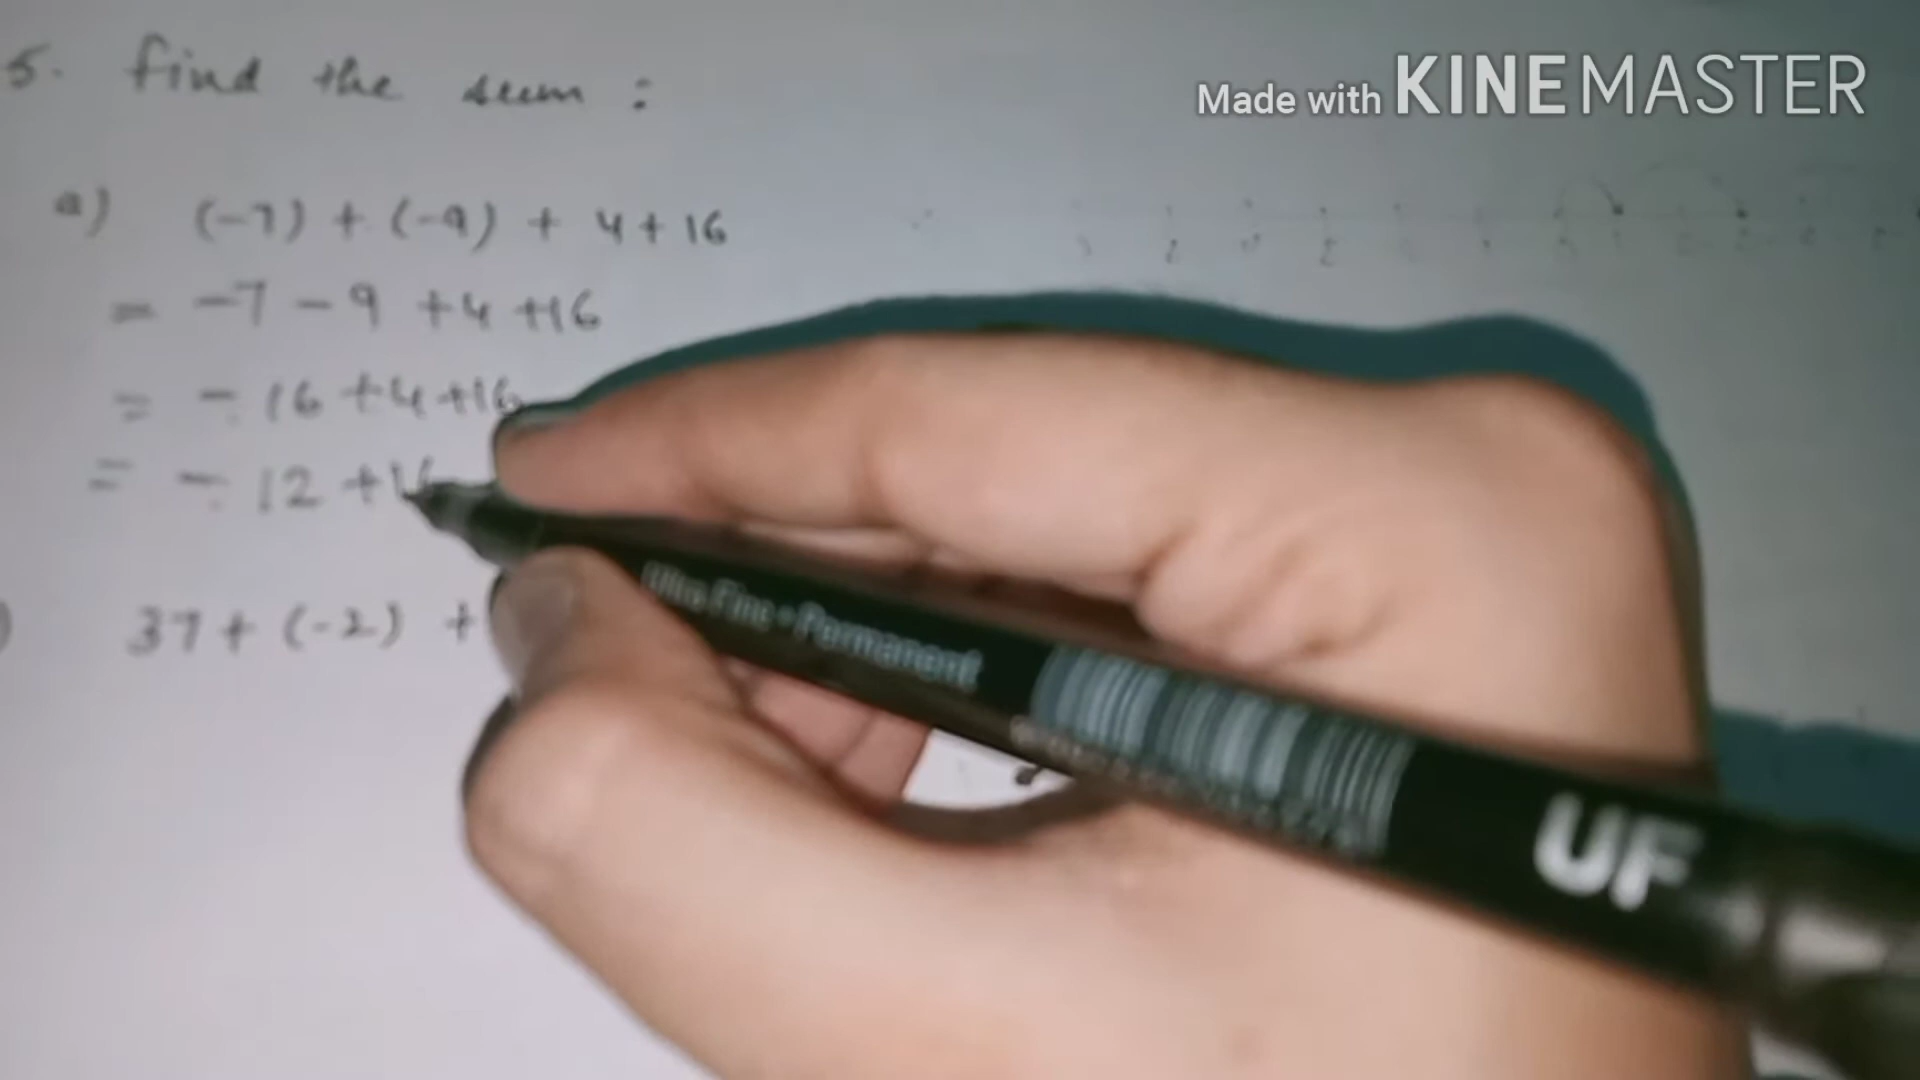 Made with KINEMASTER
5. find the sum :
a) (-7) + (-9) + 4 + 16
= -7 - 9 + 4 + 16
= - 16 + 4 + 16
= - 12 + 16
) 37 + (-2) +
Ultra Fine • Permanent
UF